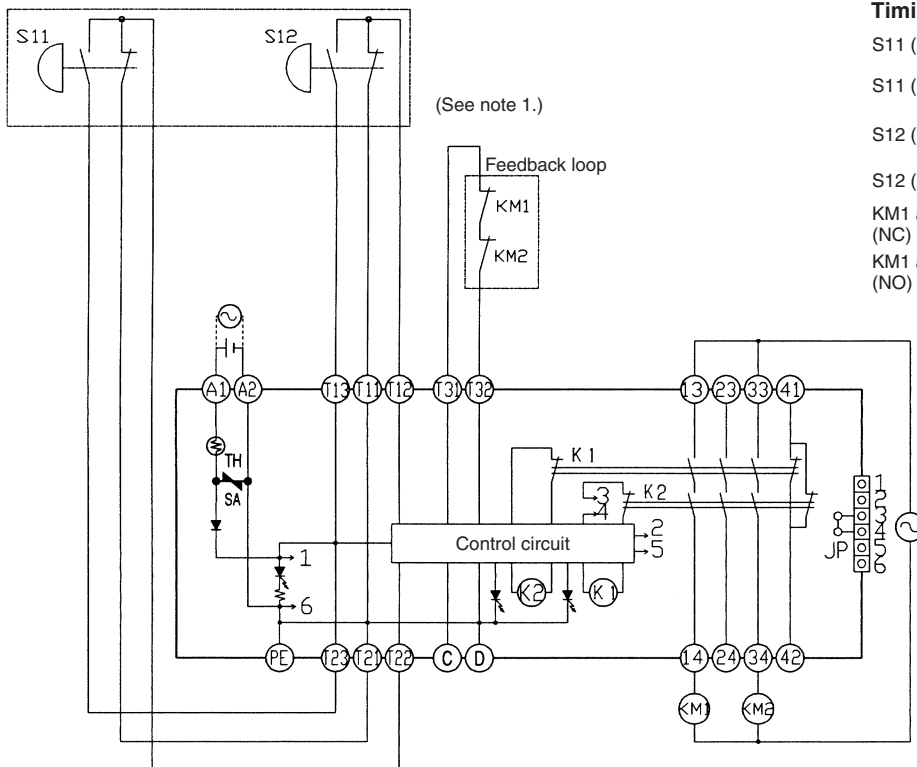 Timi
S11
S12
S11 (
(See note 1.)
S11 (
S12 (
Feedback loop
S12 (
KM1
KM1
(NC)
KM2
KM1
(NO)
A1 A2 T13 T11 T12 T31 T32 13 23 33 41
TH
SA
K1
3
4
K2
1
2
3
4
5
6
JP
Control circuit
2
5
1
6
K2
K1
PE T23 T21 T22 C D 14 24 34 42
KM1
KM2